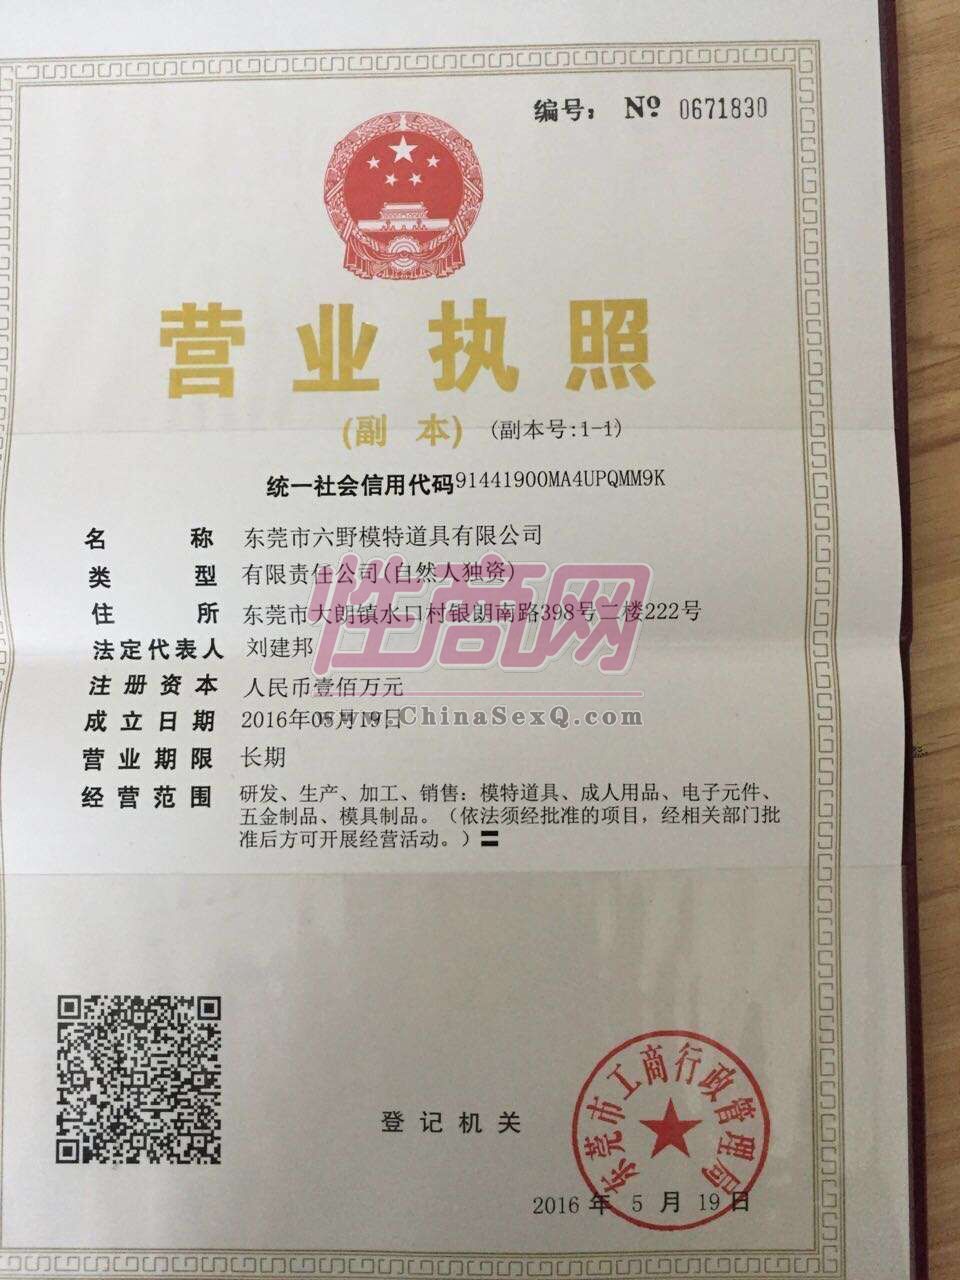 编号： № 0671830
营业执照
(副 本) (副本号:1-1)
统一社会信用代码91441900MA4UPQMM9K
名 称 东莞市六野模特道具有限公司
类 型 有限责任公司(自然人独资)
住 所 东莞市大朗镇水口村银朗南路398号二楼222号
法定代表人 刘建邦
注册资本 人民币壹佰万元
成立日期 2016年05月19日
营业期限 长期
经营范围 研发、生产、加工、销售：模特道具、成人用品、电子元件、
五金制品、模具制品。（依法须经批准的项目，经相关部门批
准后方可开展经营活动。）〓
性商网
www.ChinaSexQ.com
登记机关
东莞市工商行政管理局
2016 年 5 月 19 日